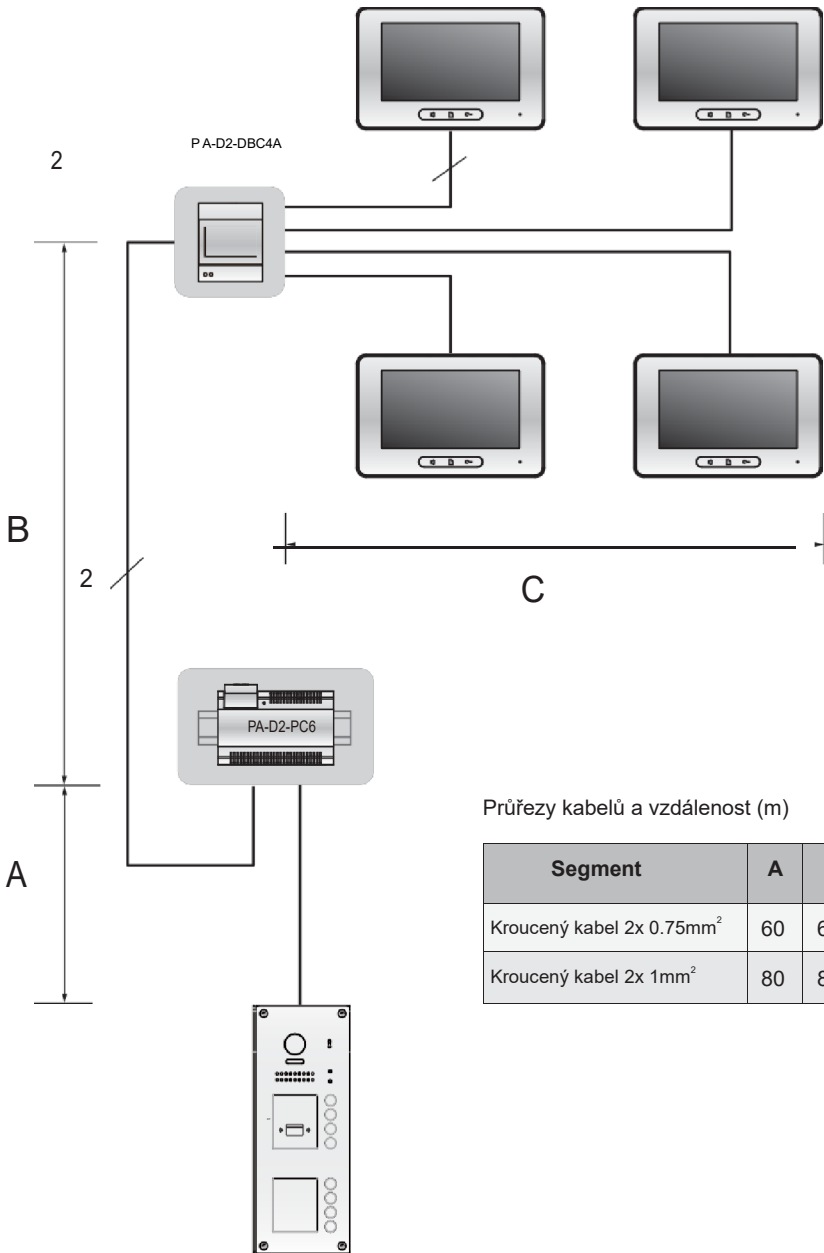 P A-D2-DBC4A
2
B
2
C
PA-D2-PC6
A
Průřezy kabelů a vzdálenost (m)
Segment A
Kroucený kabel 2x 0.75mm² 60
Kroucený kabel 2x 1mm² 80